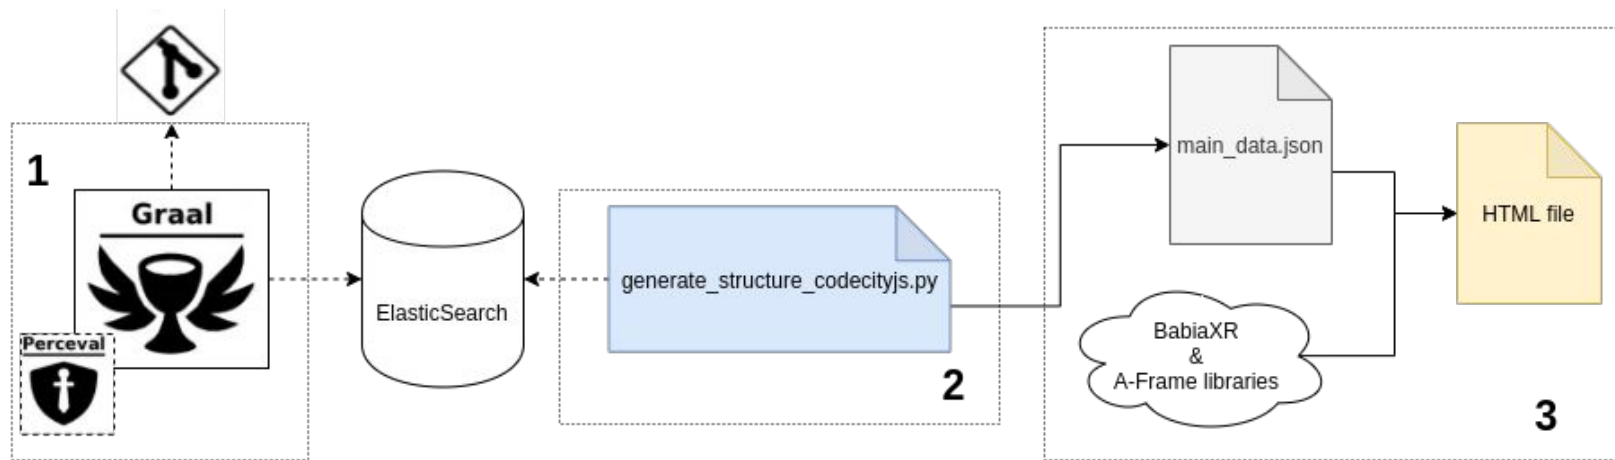 1
Graal
Perceval
ElasticSearch
generate_structure_codecityjs.py
2
main_data.json
BabiaXR
&
A-Frame libraries
HTML file
3